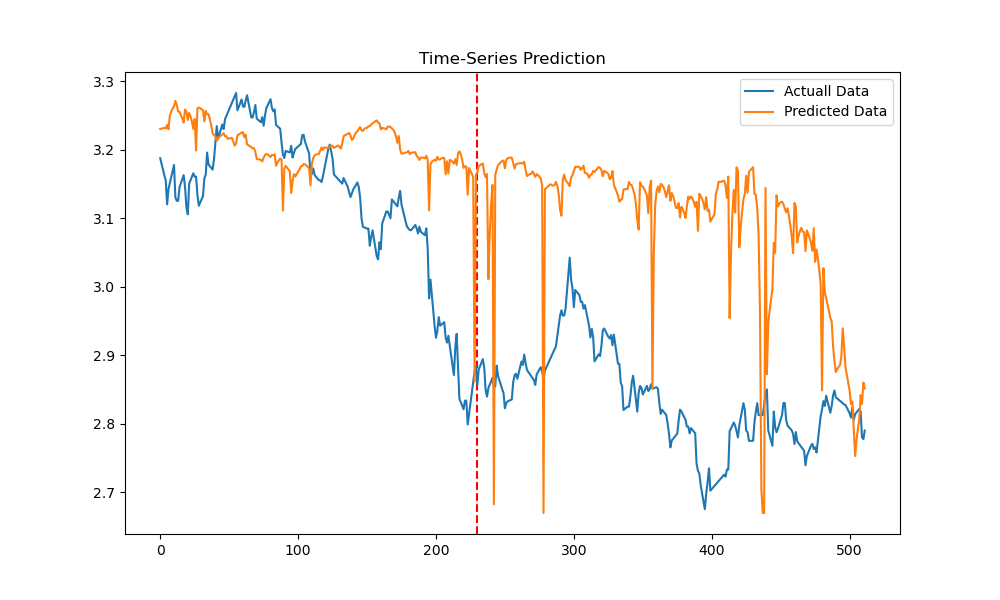 Time-Series Prediction
Actuall Data
Predicted Data
3.3
3.2
3.1
3.0
2.9
2.8
2.7
0 100 200 300 400 500